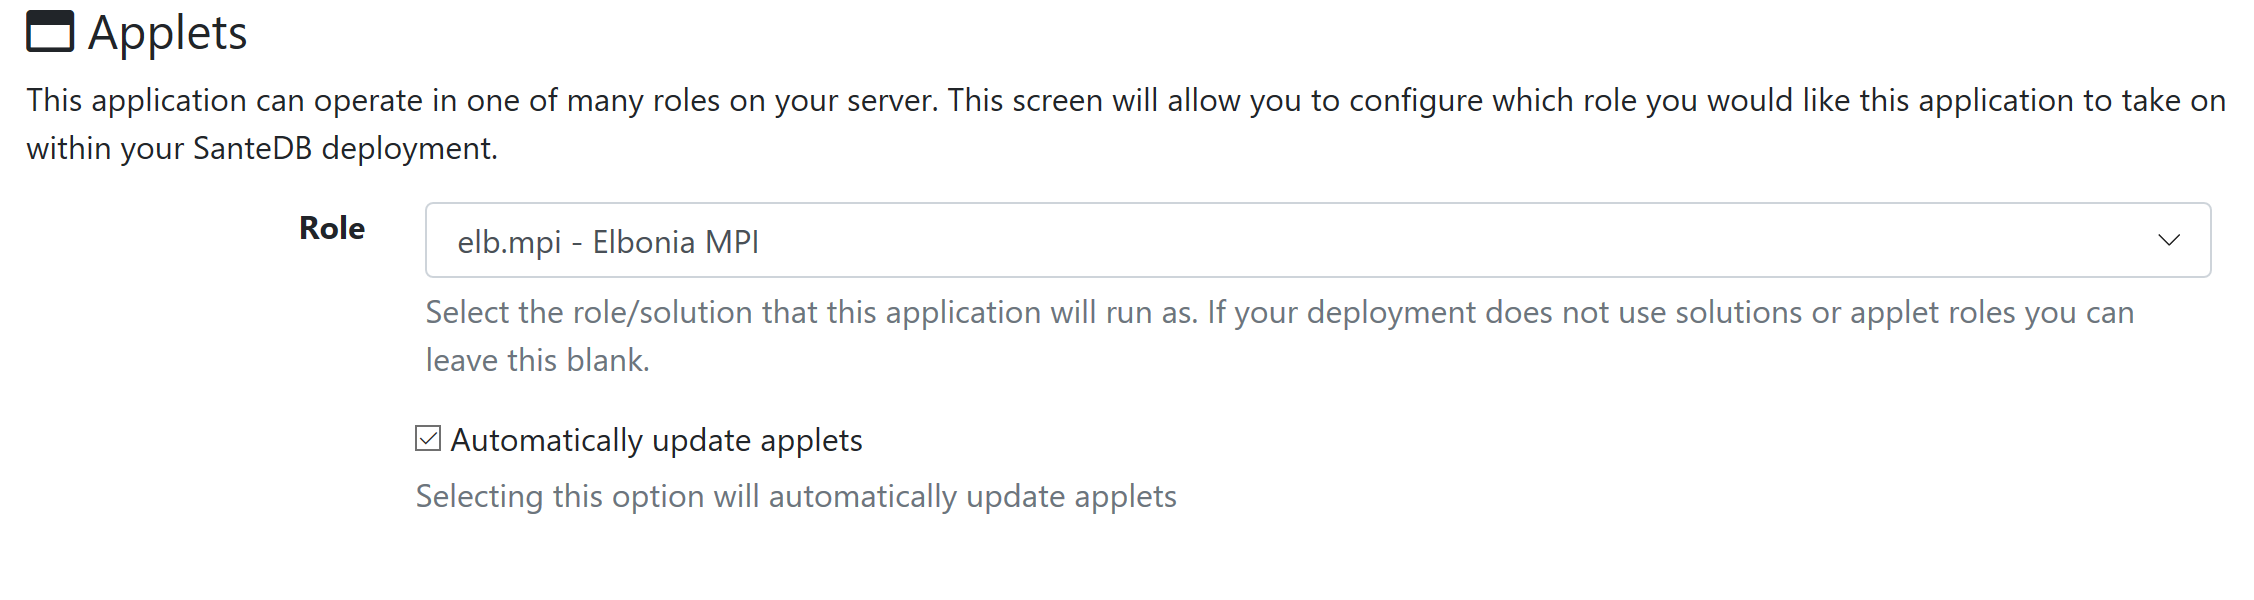 Applets
This application can operate in one of many roles on your server. This screen will allow you to configure which role you would like this application to take on
within your SanteDB deployment.
Role
elb.mpi - Elbonia MPI
Select the role/solution that this application will run as. If your deployment does not use solutions or applet roles you can
leave this blank.
Automatically update applets
Selecting this option will automatically update applets